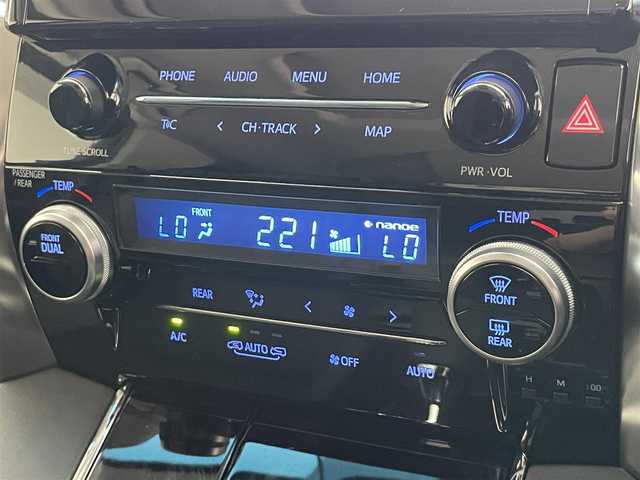 PHONE AUDIO MENU HOME
T&C < CH·TRACK > MAP
TUNE·SCROLL
PWR·VOL
PASSENGER
/REAR
TEMP
TEMP
FRONT
DUAL
LO FRONT 221 nanoe LO
FRONT
REAR
REAR < >
A/C AUTO OFF AUTO
H M :00